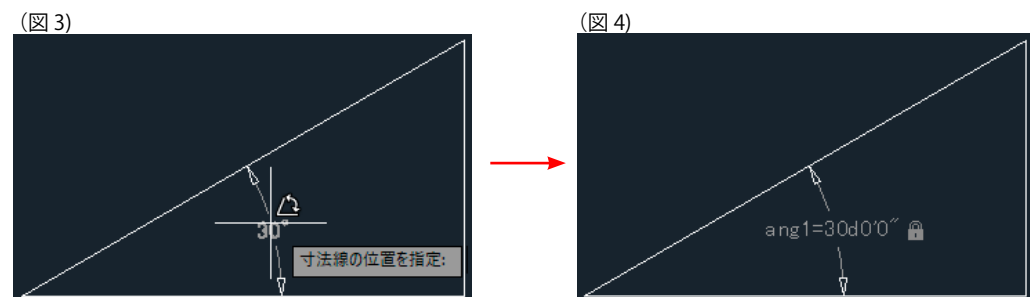 （図 3）
（図 4）
30°
寸法線の位置を指定:
ang1=30d0'0"